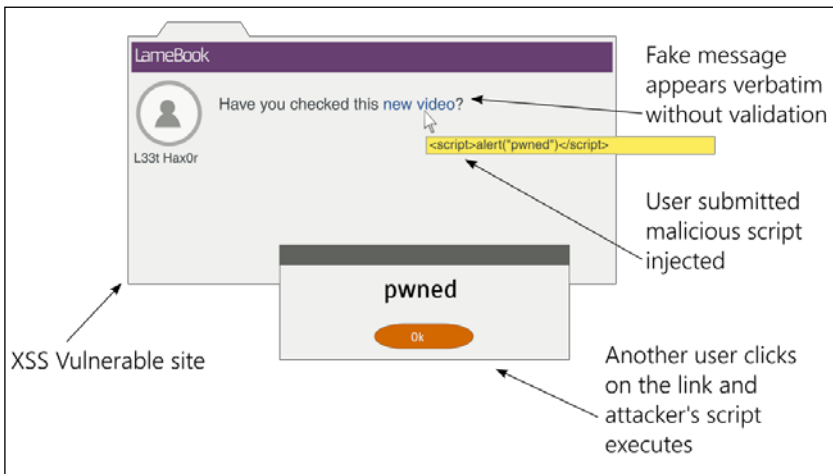 LameBook
Have you checked this new video?
<script>alert("pwned")</script>
L33t Hax0r
Fake message
appears verbatim
without validation
User submitted
malicious script
injected
pwned
Ok
XSS Vulnerable site
Another user clicks
on the link and
attacker's script
executes